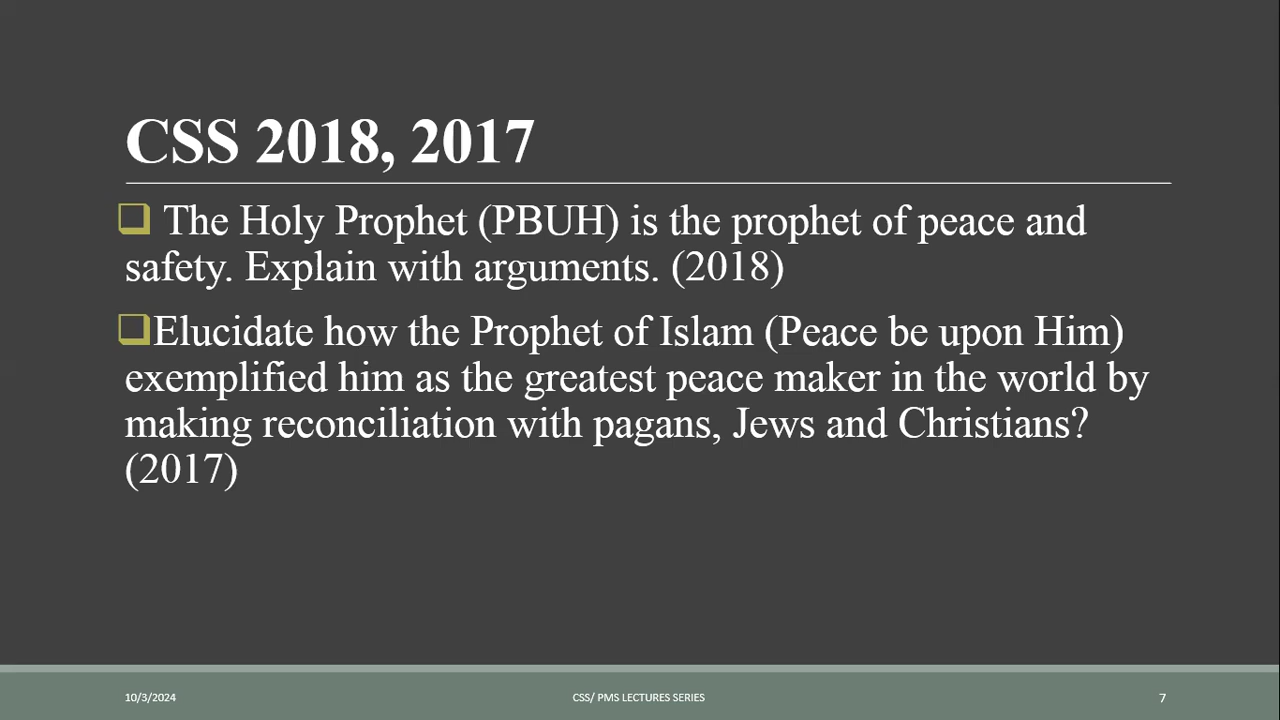 CSS 2018, 2017
The Holy Prophet (PBUH) is the prophet of peace and
safety. Explain with arguments. (2018)
Elucidate how the Prophet of Islam (Peace be upon Him)
exemplified him as the greatest peace maker in the world by
making reconciliation with pagans, Jews and Christians?
(2017)
10/3/2024
CSS/ PMS LECTURES SERIES
7